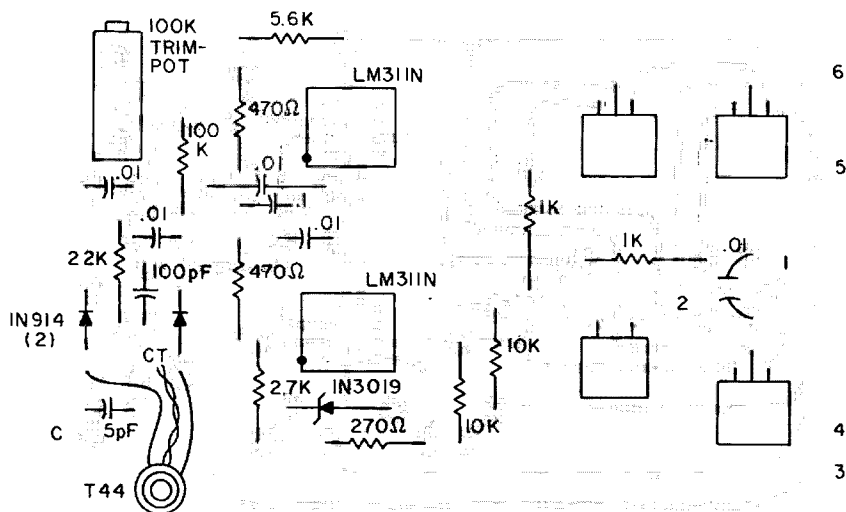 100K
TRIM-
POT
5.6K
LM311N
6
470Ω
100
K
5
.01
.01
.1
1K
.01
.01
22K
1K
.01
1
100pF
470Ω
LM311N
2
IN914
(2)
CT
10K
2.7K
IN3019
C
5pF
270Ω
10K
4
T44
3